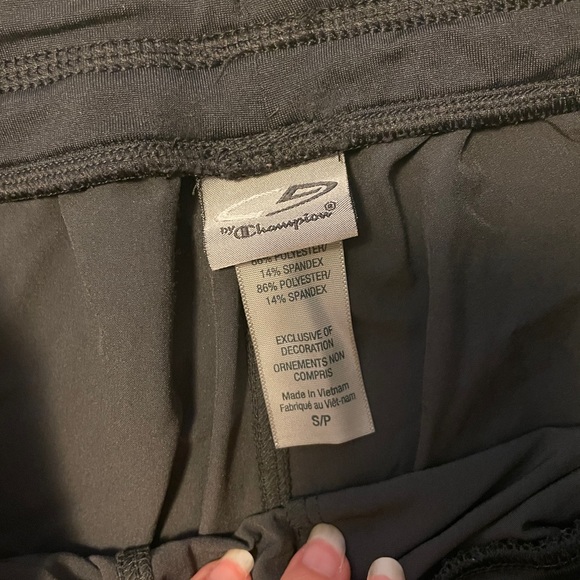 by Champion®
86% POLYESTER/
14% SPANDEX
86% POLYESTER/
14% SPANDEX
EXCLUSIVE OF
DECORATION
ORNEMENTS NON
COMPRIS
Made in Vietnam
Fabriqué au Viêt-nam
S/P